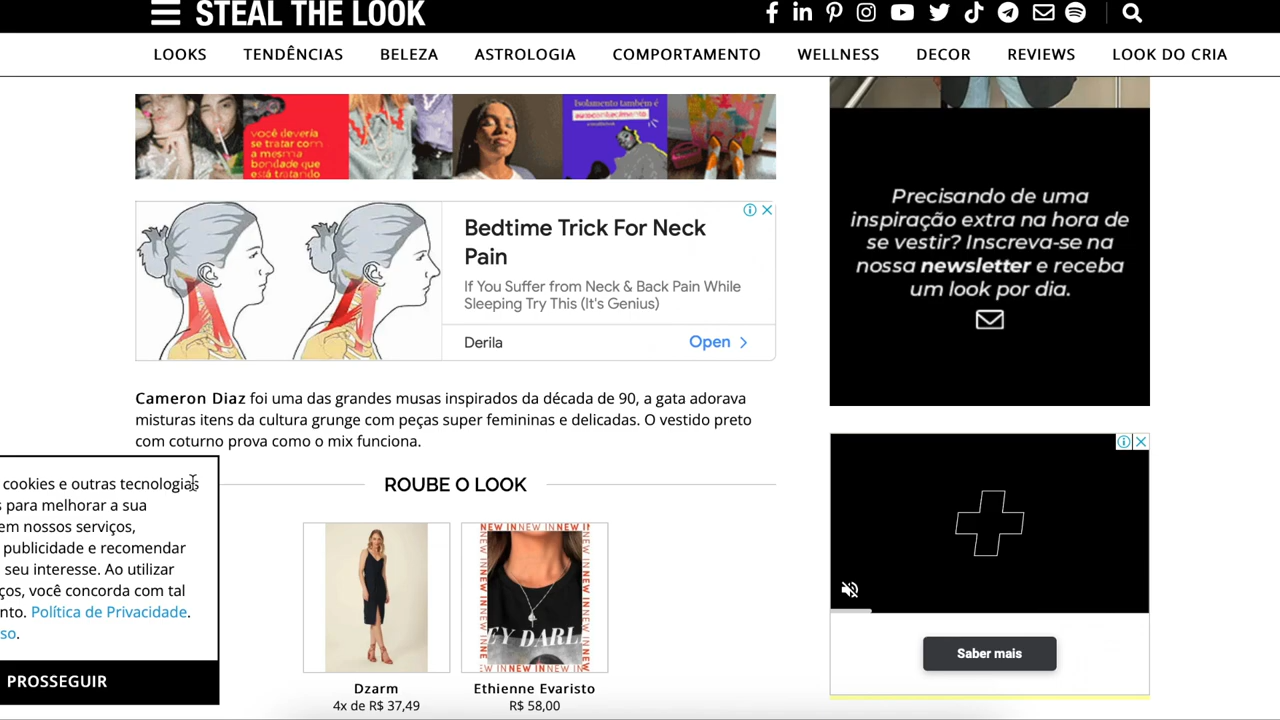 STEAL THE LOOK
LOOKS TENDÊNCIAS BELEZA ASTROLOGIA COMPORTAMENTO WELLNESS DECOR REVIEWS LOOK DO CRIA
você deveria
se tratar com
a mesma
bondade que
está tratando
Isolamento também é
autoconhecimento
Bedtime Trick For Neck
Pain
If You Suffer from Neck & Back Pain While
Sleeping Try This (It's Genius)
Derila
Open
Precisando de uma
inspiração extra na hora de
se vestir? Inscreva-se na
nossa newsletter e receba
um look por dia.
Cameron Diaz foi uma das grandes musas inspirados da década de 90, a gata adorava
misturas itens da cultura grunge com peças super femininas e delicadas. O vestido preto
com coturno prova como o mix funciona.
cookies e outras tecnologias
s para melhorar a sua
em nossos serviços,
publicidade e recomendar
seu interesse. Ao utilizar
ços, você concorda com tal
nto. Política de Privacidade.
so.
PROSSEGUIR
ROUBE O LOOK
NEW IN NEW IN NEW IN
EY DARL
NEW IN NEW IN NEW IN
Dzarm
4x de R$ 37,49
Ethienne Evaristo
R$ 58,00
Saber mais